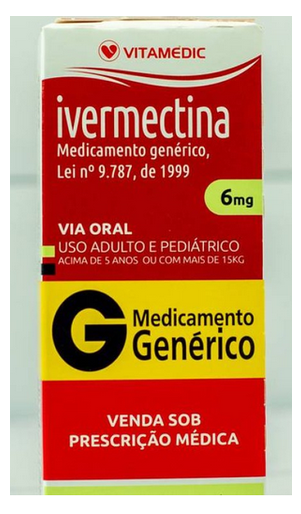 VITAMEDIC
ivermectina
Medicamento genérico,
Lei nº 9.787, de 1999
6mg
VIA ORAL
USO ADULTO E PEDIÁTRICO
ACIMA DE 5 ANOS OU COM MAIS DE 15KG
G Medicamento
Genérico
VENDA SOB
PRESCRIÇÃO MÉDICA